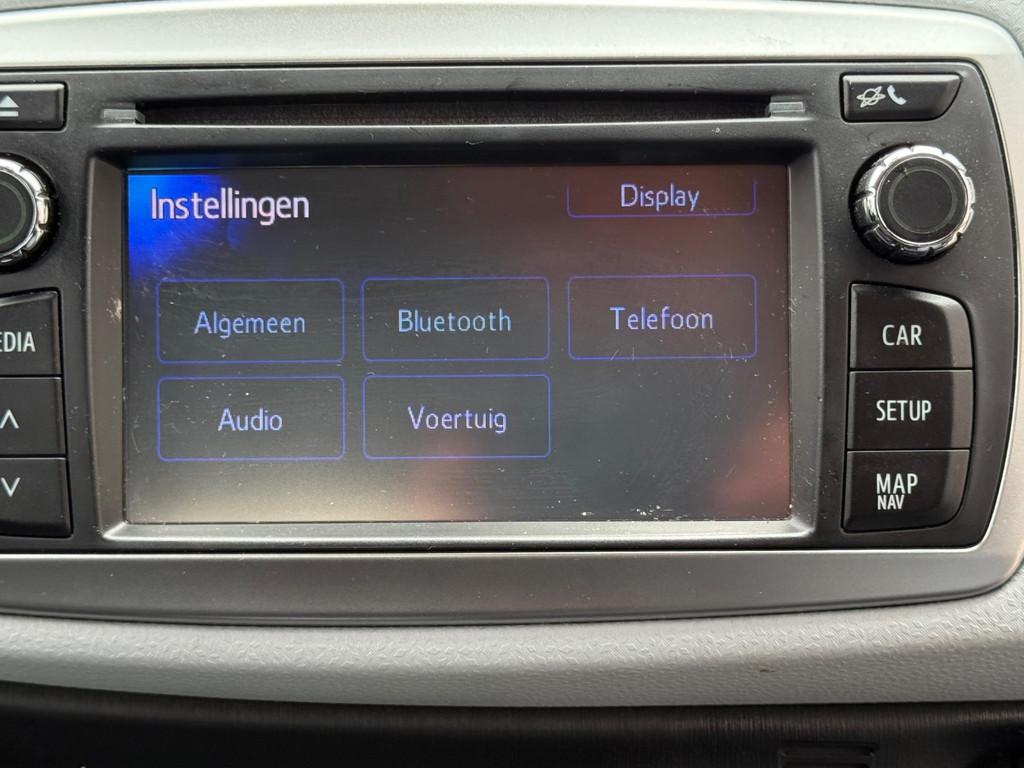 Instellingen
Display
Algemeen
Bluetooth
Telefoon
Audio
Voertuig
EDIA
CAR
SETUP
MAP
NAV